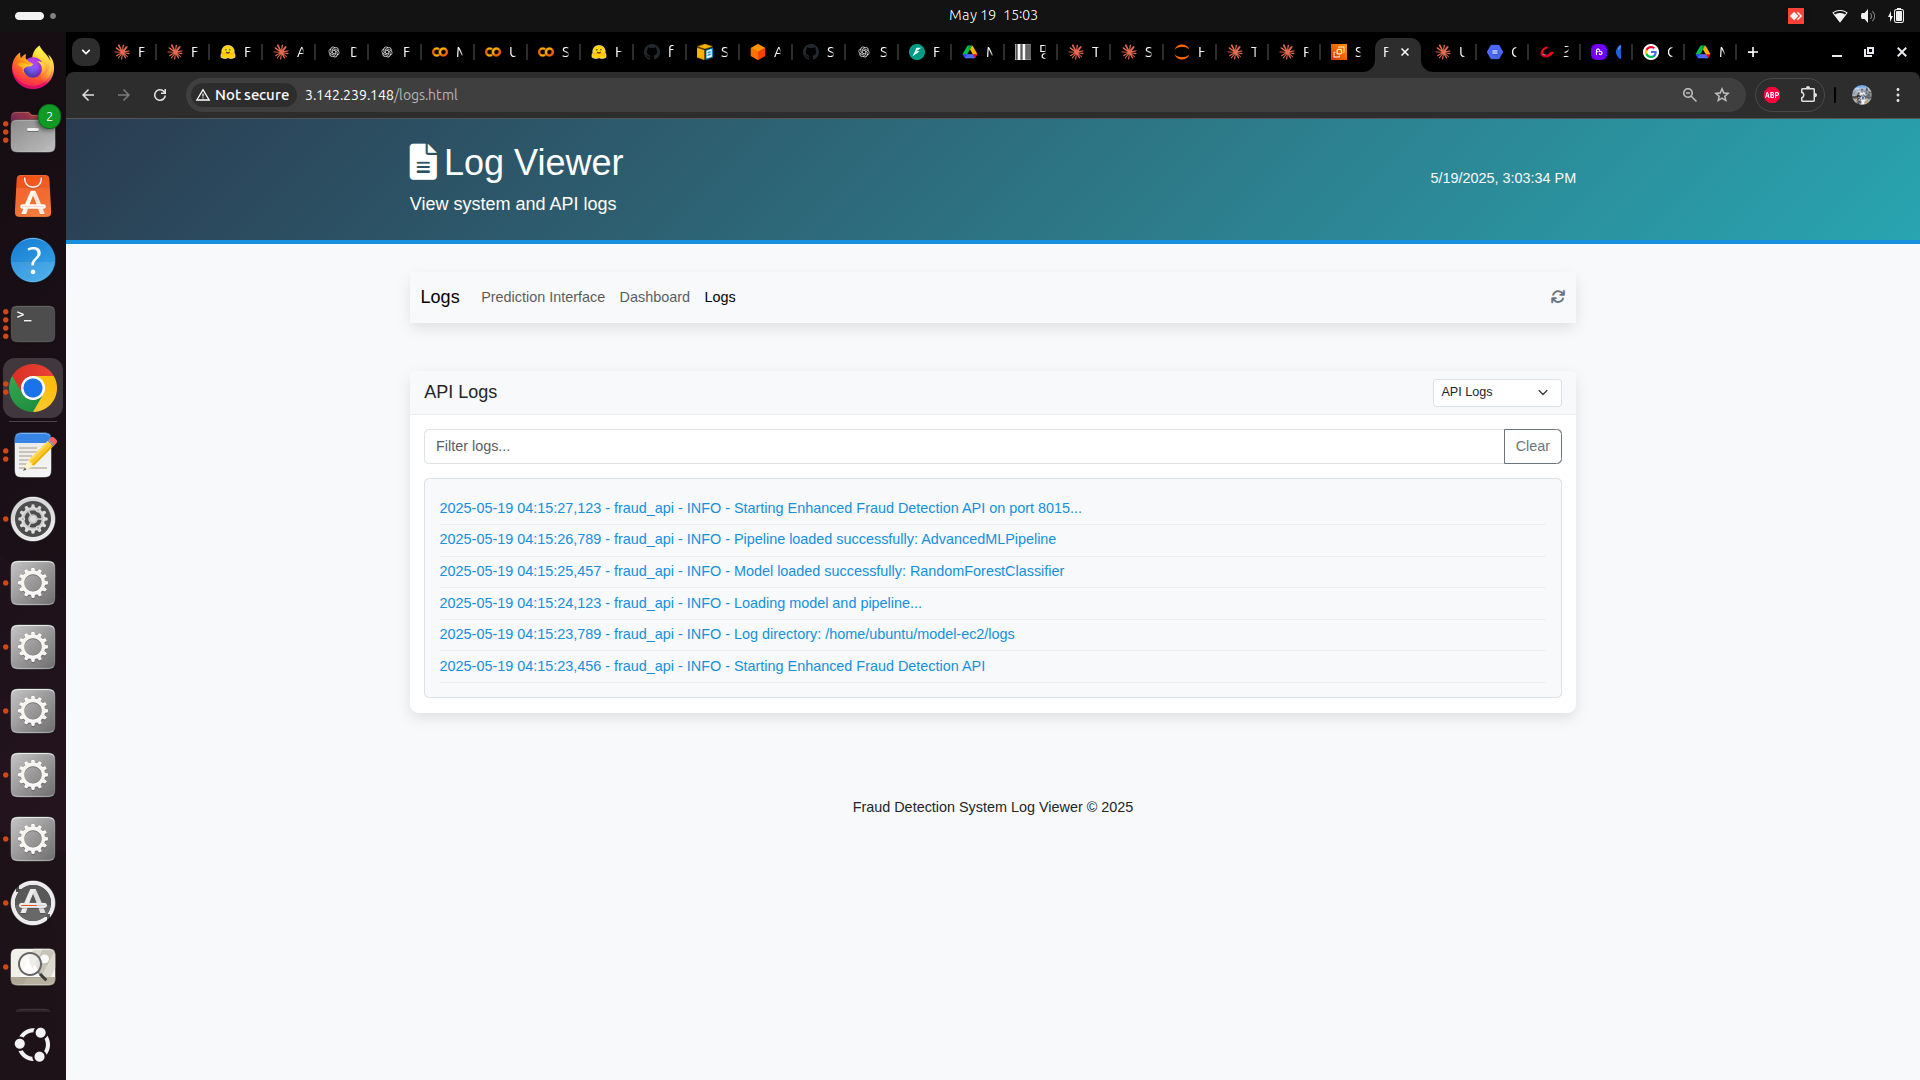 May 19 15:03
Not secure 3.142.239.148/logs.html
ABP
2
Log Viewer
View system and API logs
5/19/2025, 3:03:34 PM
Logs Prediction Interface Dashboard Logs
API Logs
API Logs
Filter logs...
Clear
2025-05-19 04:15:27,123 - fraud_api - INFO - Starting Enhanced Fraud Detection API on port 8015...
2025-05-19 04:15:26,789 - fraud_api - INFO - Pipeline loaded successfully: AdvancedMLPipeline
2025-05-19 04:15:25,457 - fraud_api - INFO - Model loaded successfully: RandomForestClassifier
2025-05-19 04:15:24,123 - fraud_api - INFO - Loading model and pipeline...
2025-05-19 04:15:23,789 - fraud_api - INFO - Log directory: /home/ubuntu/model-ec2/logs
2025-05-19 04:15:23,456 - fraud_api - INFO - Starting Enhanced Fraud Detection API
Fraud Detection System Log Viewer © 2025